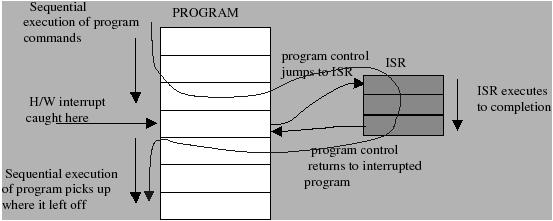 Sequential
execution of program
commands
PROGRAM
program control
jumps to ISR
ISR
ISR executes
to completion
H/W interrupt
caught here
program control
returns to interrupted
program
Sequential execution
of program picks up
where it left off